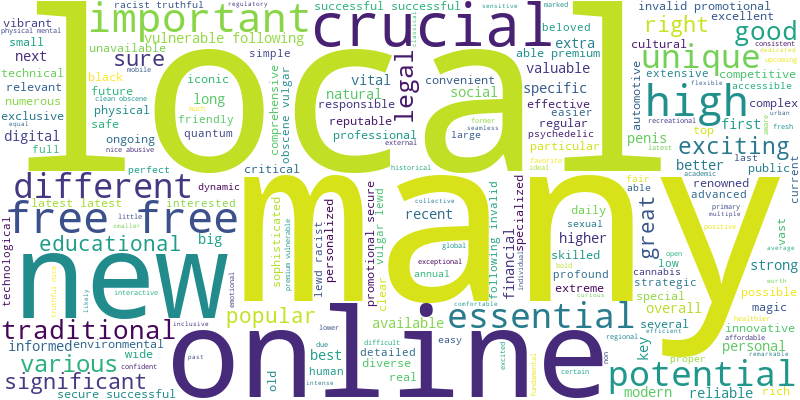 racist truthful
successful successful
sensitive
marked
invalid promotional
vibrant
regulatory
physical mental
important
crucial
classical
beloved
excellent
small
unavailable
vulnerable following
able premium
right
good
next
sure
simple
extra
cultural
consistent
dedicated
upcoming
technical
black
mobile
iconic
vital
convenient
valuable
unique
extensive
competitive
relevant
future
clean obscene
long
natural
legal
social
specific
high
flexible
accessible
numerous
physical
much
comprehensive
obscene vulgar
responsible
effective
automotive
complex
exclusive
safe
friendly
reputable
former
easier
recreational
urban
equal
digital
ongoing
quantum
professional
seamless
regular
top
first
aware
fresh
full
nice abusive
large
psychedelic
penis
latest
local
external
particular
exciting
perfect
critical
historical
favorite
ideal
better
last
academic
public
current
different
dynamic
many
fair
able
renowned
latest latest
interested
collective
daily
advanced
free free
little
smaller
recent
sexual
primary
multiple
higher
great
positive
vast
technological
educational
big
sophisticated
premium vulnerable
lewd racist
personalized
promotional secure
vulgar lewd
clear
global
following invalid
financial
individual
specialized
skilled
open
low
average
new
exceptional
bold
profound
cannabis
strategic
strong
annual
extreme
worth
truthful nice
likely
interactive
emotional
comfortable
curious
special
healthier
possible
traditional
inclusive
online
popular
available
essential
overall
magic
affordable
lower
difficult
efficient
several
innovative
informed
environmental
due
easy
excited
regional
key
proper
remarkable
various
wide
confident
past
best
detailed
fundamental
non
personal
human
diverse
certain
potential
significant
old
real
modern
reliable
rich
secure successful
intense